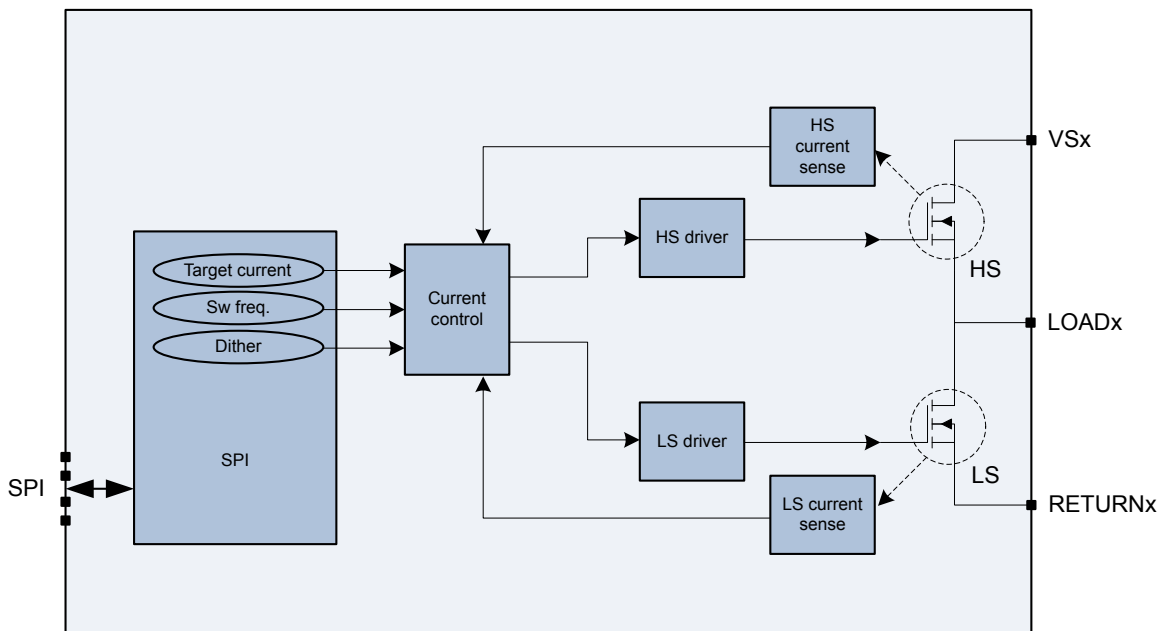 HS
current
sense
VSx
HS driver
HS
Target current
Sw freq.
Dither
Current
control
LOADx
LS driver
SPI
SPI
LS
LS current
sense
RETURNx